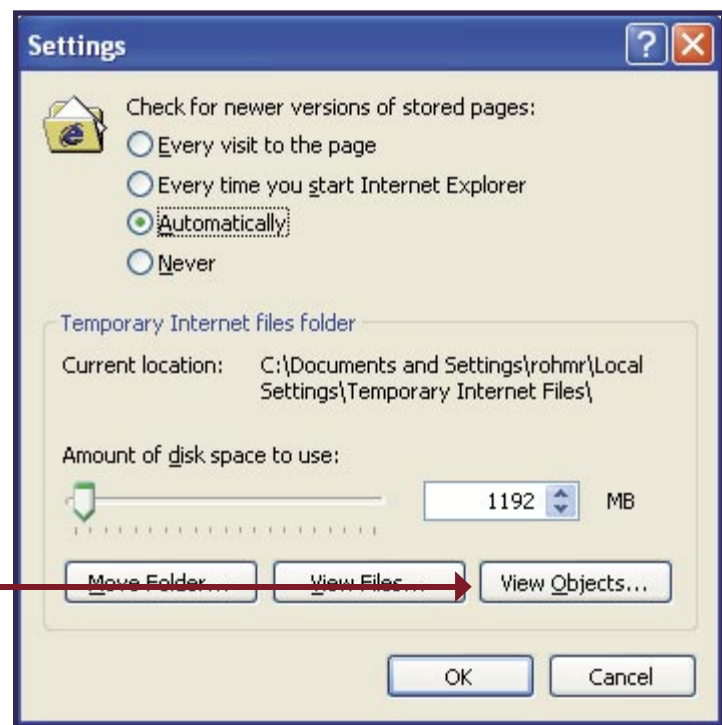 Settings
Check for newer versions of stored pages:
Every visit to the page
Every time you start Internet Explorer
Automatically
Never
Temporary Internet files folder
Current location: C:\Documents and Settings\rohmr\Local
Settings\Temporary Internet Files\
Amount of disk space to use:
1192 MB
Move Folder... View Files... View Objects...
OK Cancel